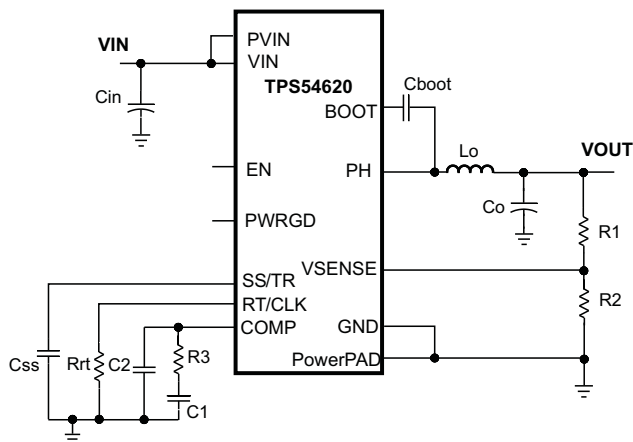 PVIN
VIN
VIN
TPS54620
Cin
Cboot
BOOT
EN
PH
Lo
VOUT
Co
PWRGD
R1
VSENSE
SS/TR
RT/CLK
COMP
R2
GND
PowerPAD
Css
Rrt
C2
R3
C1